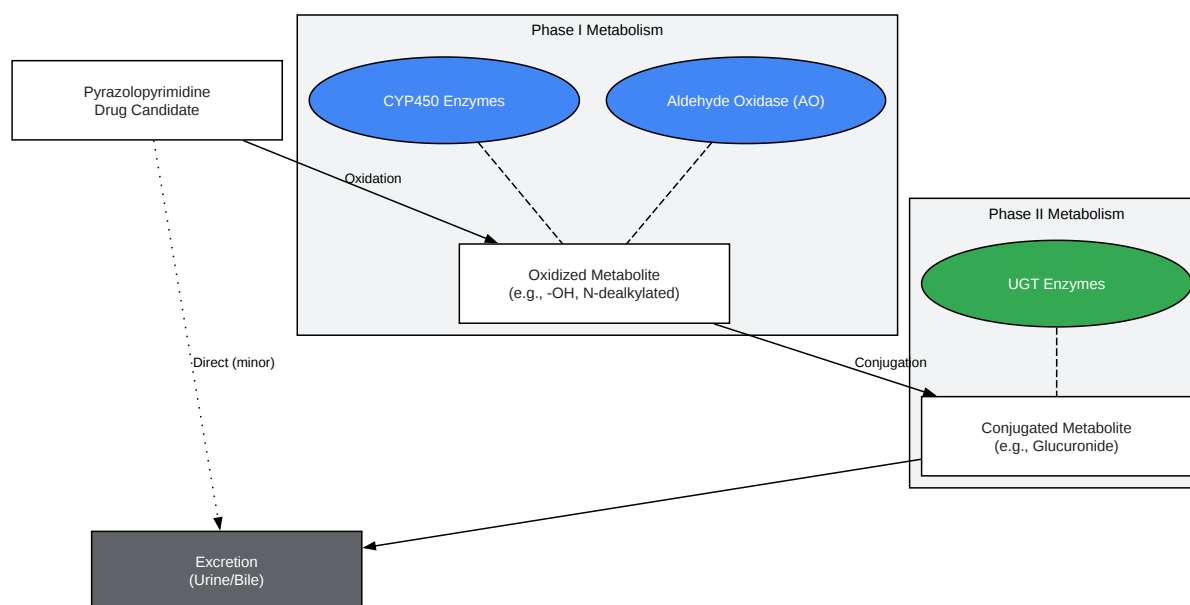 Phase I Metabolism
Pyrazolopyrimidine
Drug Candidate
CYP450 Enzymes
Aldehyde Oxidase (AO)
Oxidation
Phase II Metabolism
Oxidized Metabolite
(e.g., -OH, N-dealkylated)
UGT Enzymes
Direct (minor)
Conjugation
Conjugated Metabolite
(e.g., Glucuronide)
Excretion
(Urine/Bile)